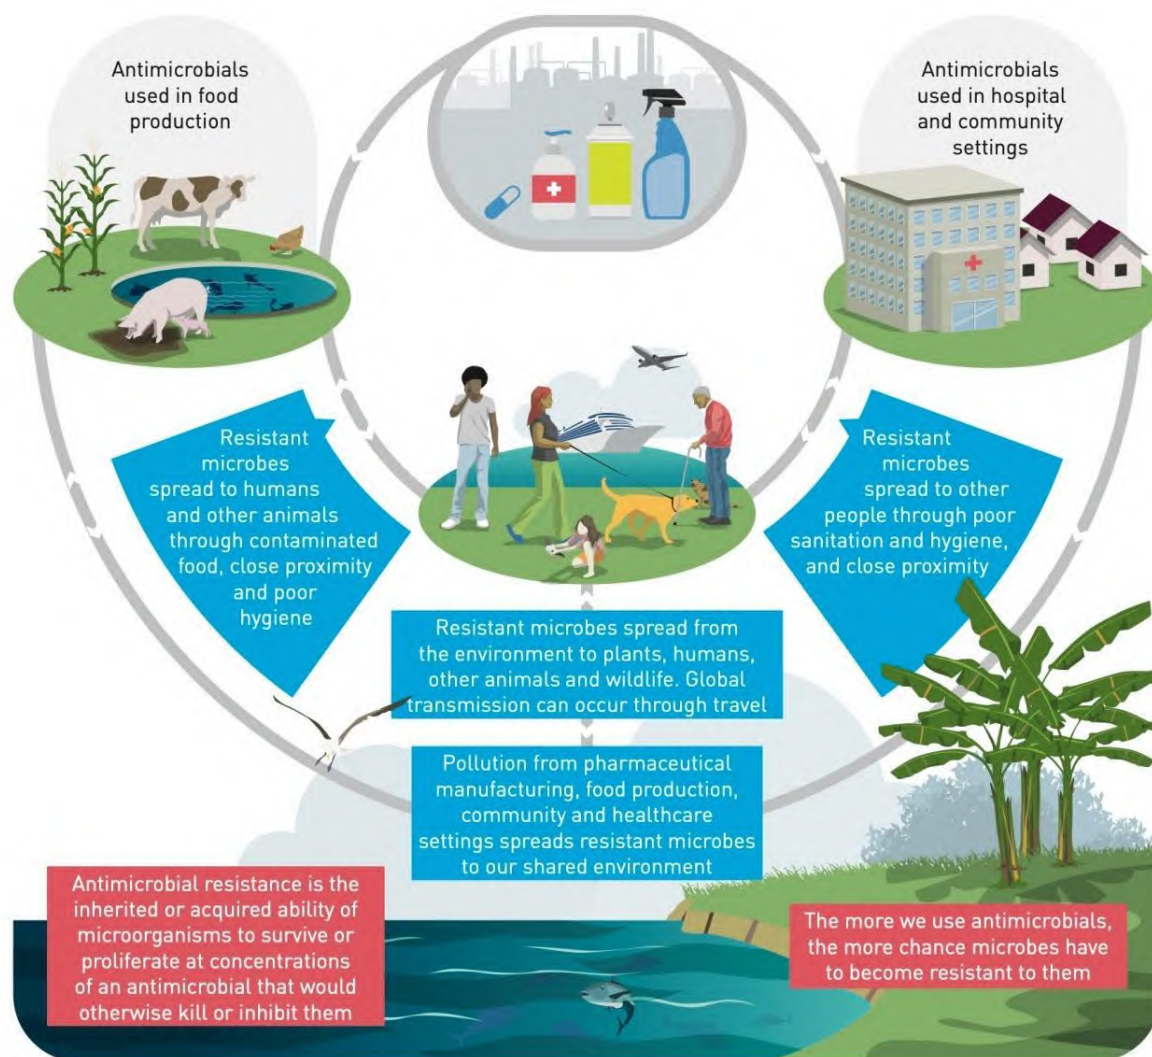 Antimicrobials
used in food
production
Antimicrobials
used in hospital
and community
settings
Resistant
microbes
spread to humans
and other animals
through contaminated
food, close proximity
and poor
hygiene
Resistant
microbes
spread to other
people through poor
sanitation and hygiene,
and close proximity
Resistant microbes spread from
the environment to plants, humans,
other animals and wildlife. Global
transmission can occur through travel
Pollution from pharmaceutical
manufacturing, food production,
community and healthcare
settings spreads resistant microbes
to our shared environment
Antimicrobial resistance is the
inherited or acquired ability of
microorganisms to survive or
proliferate at concentrations
of an antimicrobial that would
otherwise kill or inhibit them
The more we use antimicrobials,
the more chance microbes have
to become resistant to them